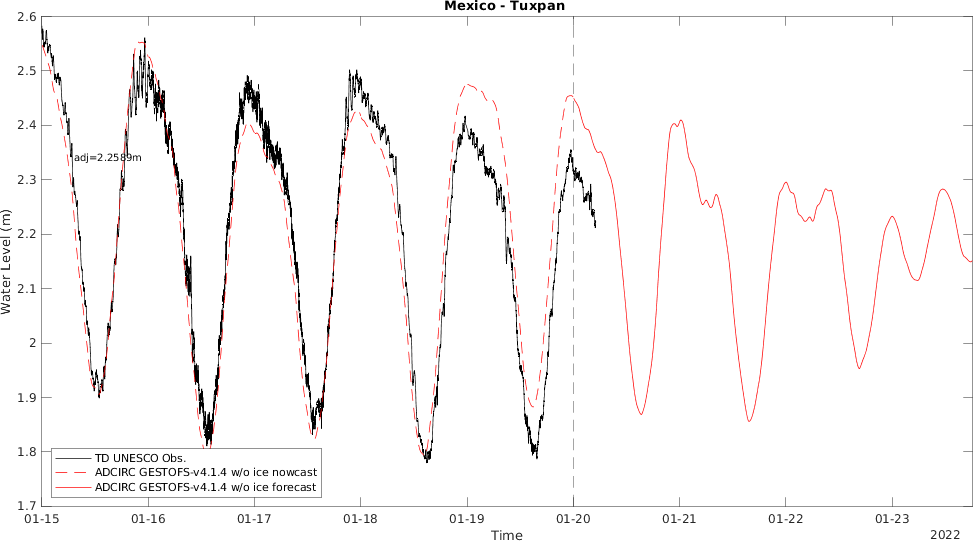 Mexico - Tuxpan
2.6
2.5
2.4
2.3
2.2
2.1
2
1.9
1.8
1.7
Water Level (m)
adj=2.2589m
TD UNESCO Obs.
ADCIRC GESTOFS-v4.1.4 w/o ice nowcast
ADCIRC GESTOFS-v4.1.4 w/o ice forecast
01-15 01-16 01-17 01-18 01-19 01-20 01-21 01-22 01-23
Time
2022